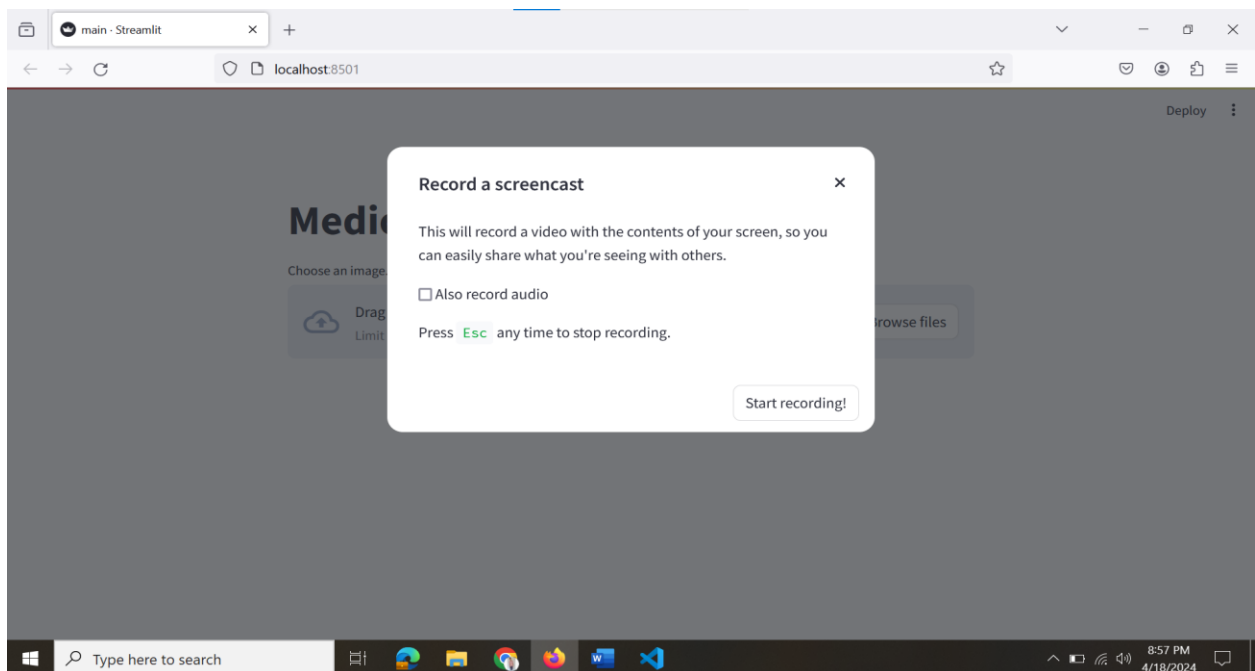 main · Streamlit
localhost:8501
Deploy
Record a screencast
This will record a video with the contents of your screen, so you
can easily share what you're seeing with others.
Also record audio
Press Esc any time to stop recording.
Start recording!
Choose an image.
Drag
Limit
Browse files
Type here to search
8:57 PM
4/18/2024